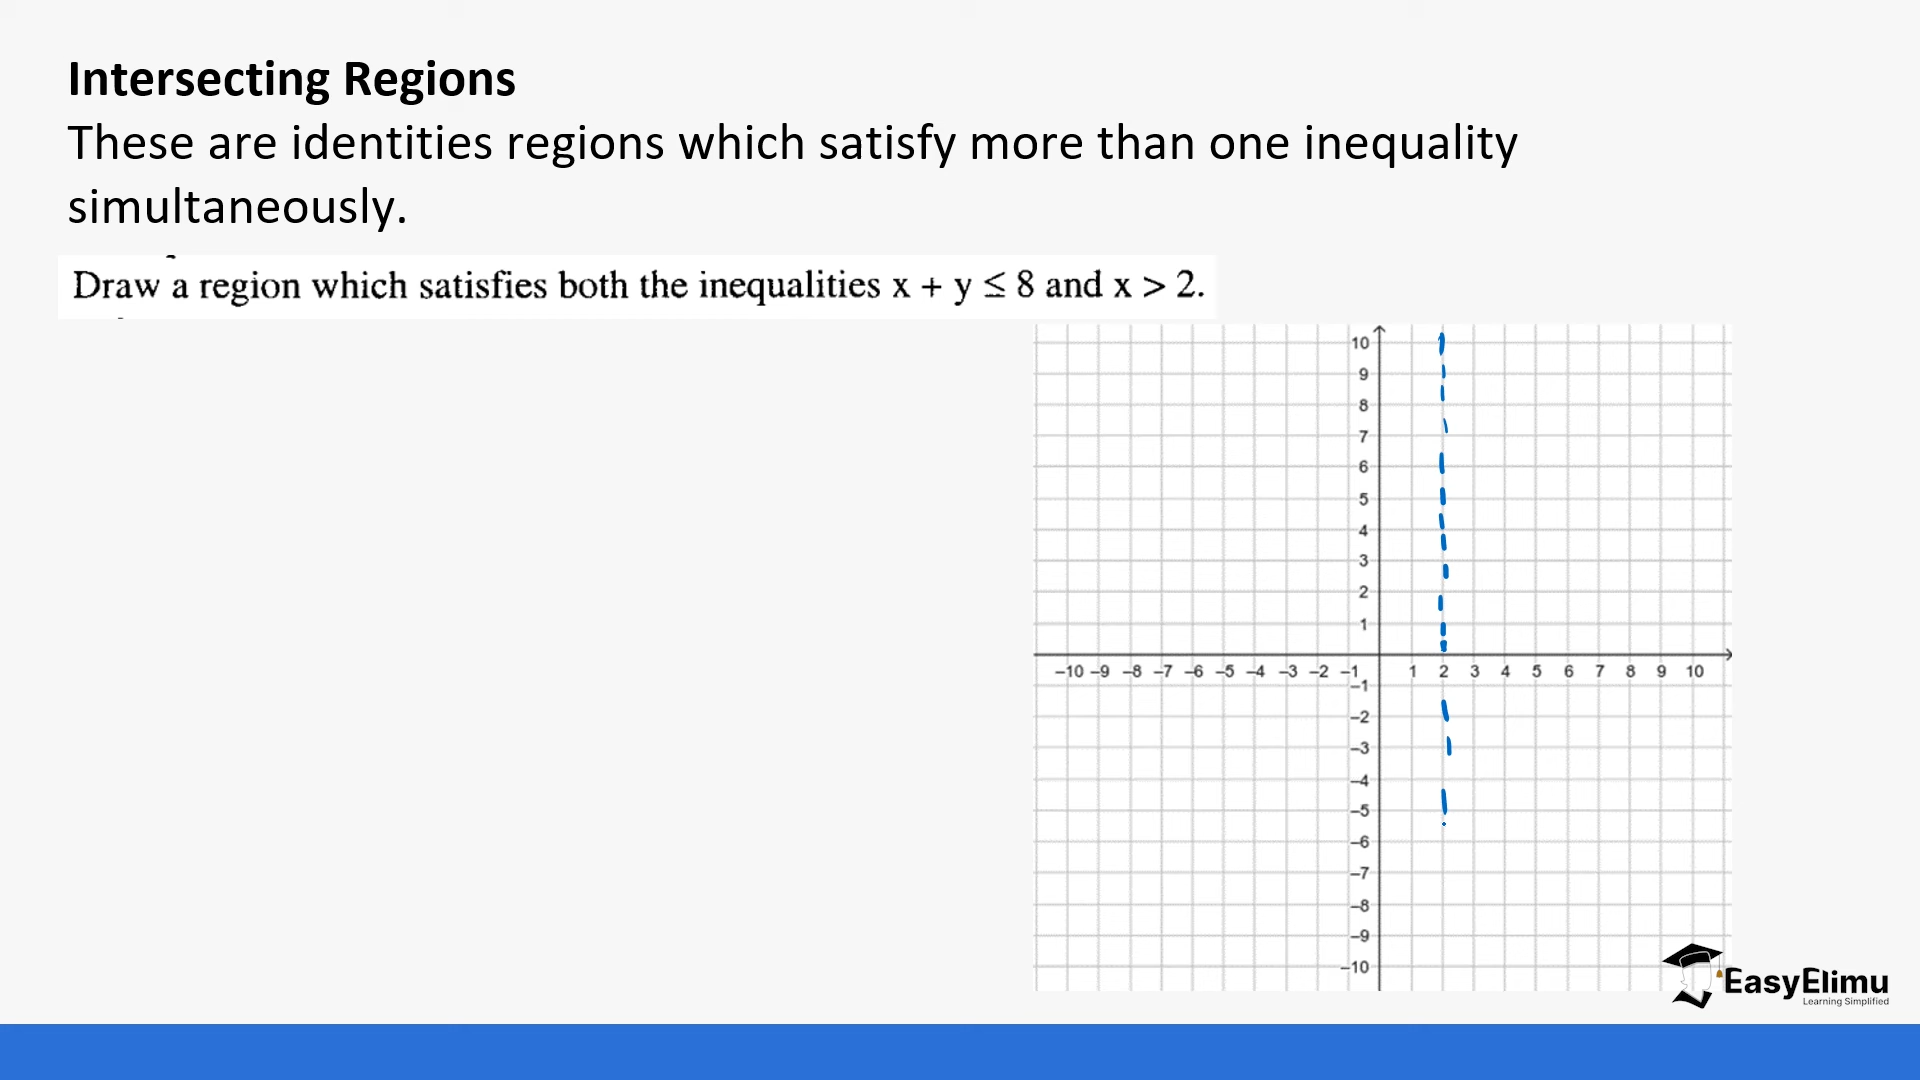 Intersecting Regions
These are identities regions which satisfy more than one inequality
simultaneously.
Draw a region which satisfies both the inequalities x + y ≤ 8 and x > 2.
10
9
8
7
6
5
4
3
2
1
–10 –9 –8 –7 –6 –5 –4 –3 –2 –1 1 2 3 4 5 6 7 8 9 10
–1
–2
–3
–4
–5
–6
–7
–8
–9
–10
EasyElimu
Learning Simplified